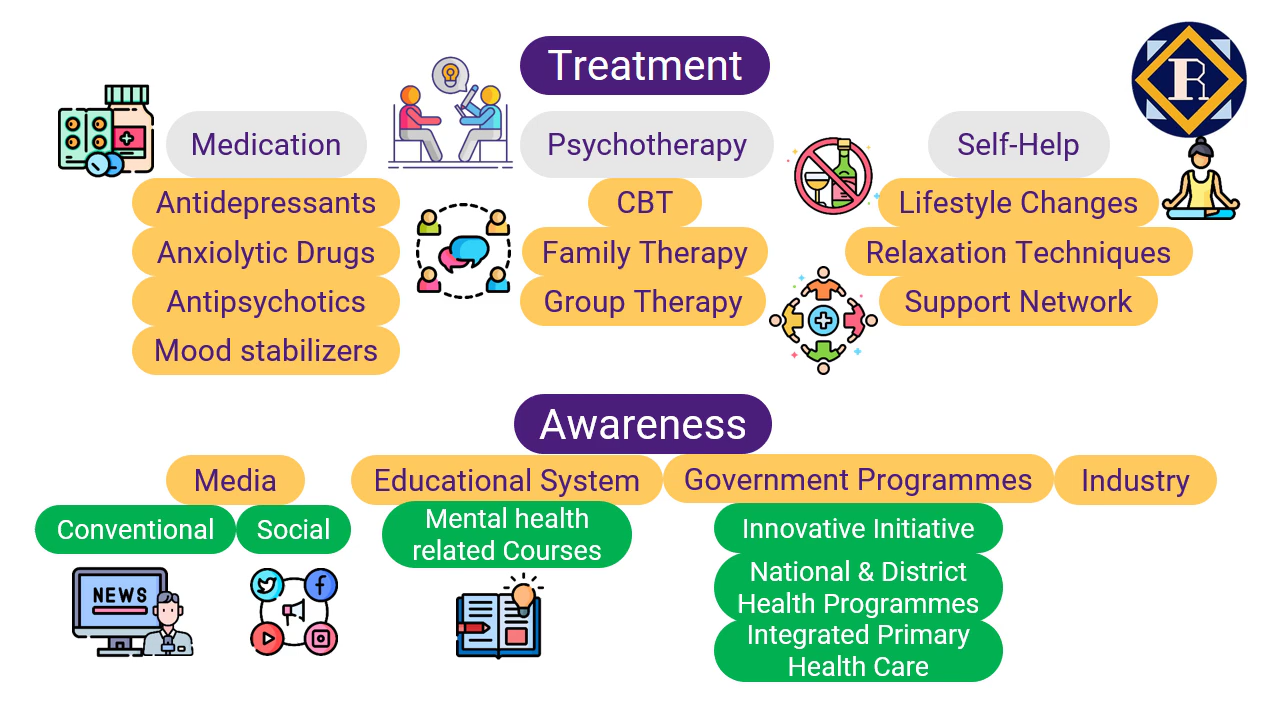 Treatment
Medication
Antidepressants
Anxiolytic Drugs
Antipsychotics
Mood stabilizers
Psychotherapy
CBT
Family Therapy
Group Therapy
Self-Help
Lifestyle Changes
Relaxation Techniques
Support Network
R
Awareness
Media
Conventional
Social
NEWS
f
Educational System
Mental health
related Courses
Government Programmes
Innovative Initiative
National & District
Health Programmes
Integrated Primary
Health Care
Industry